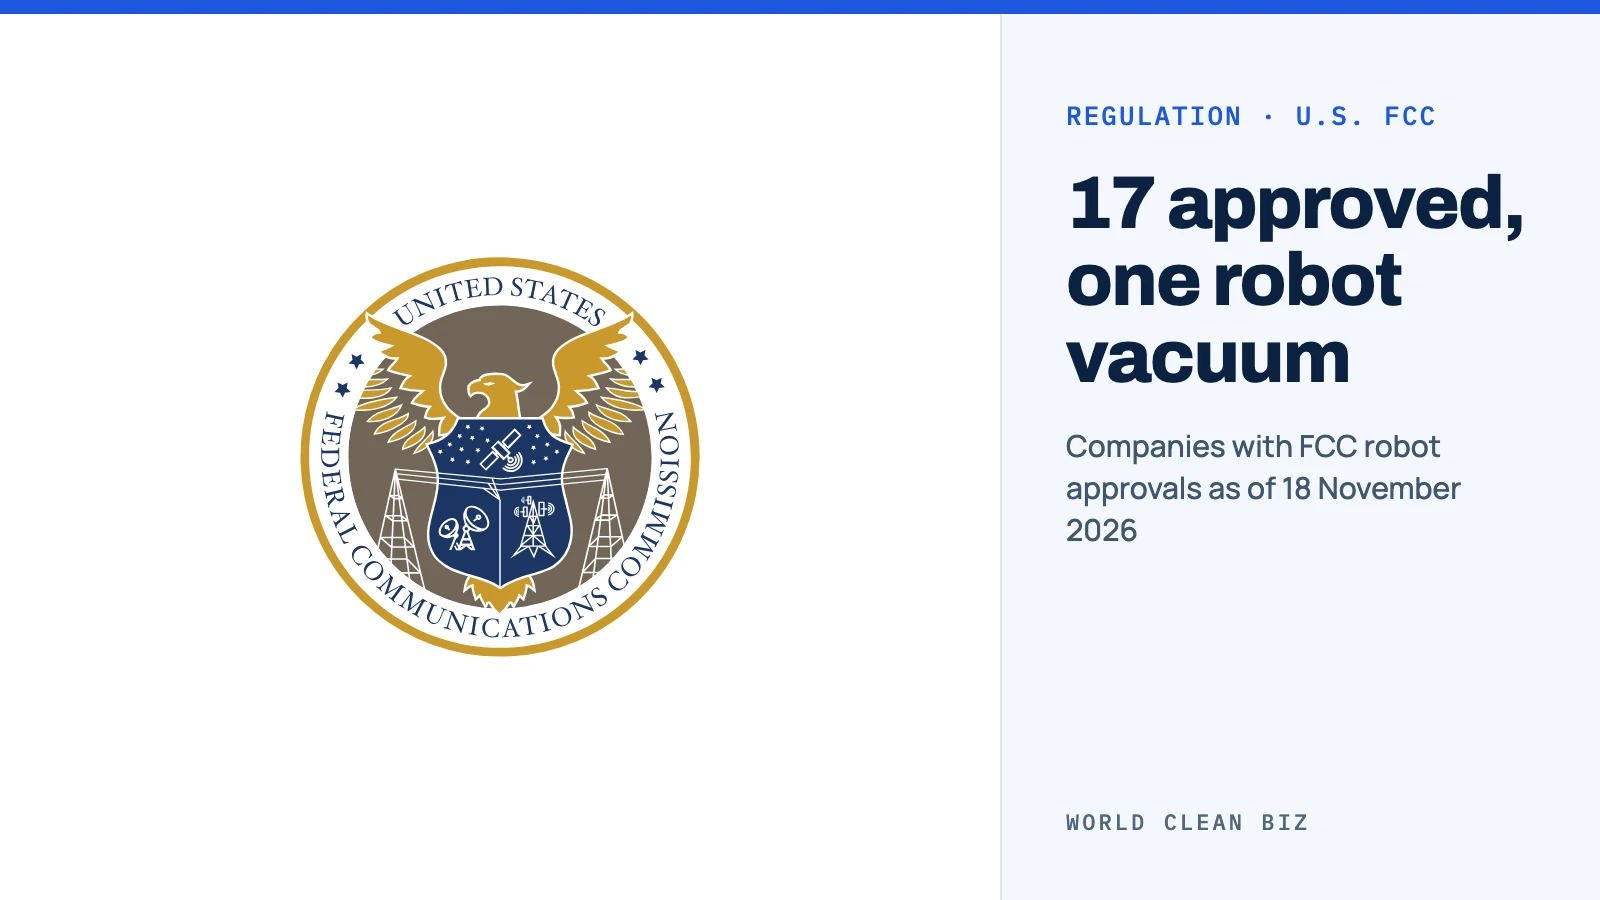 UNITED STATES
FEDERAL COMMUNICATIONS COMMISSION
REGULATION · U.S. FCC
17 approved,
one robot
vacuum
Companies with FCC robot
approvals as of 18 November
2026
WORLD CLEAN BIZ